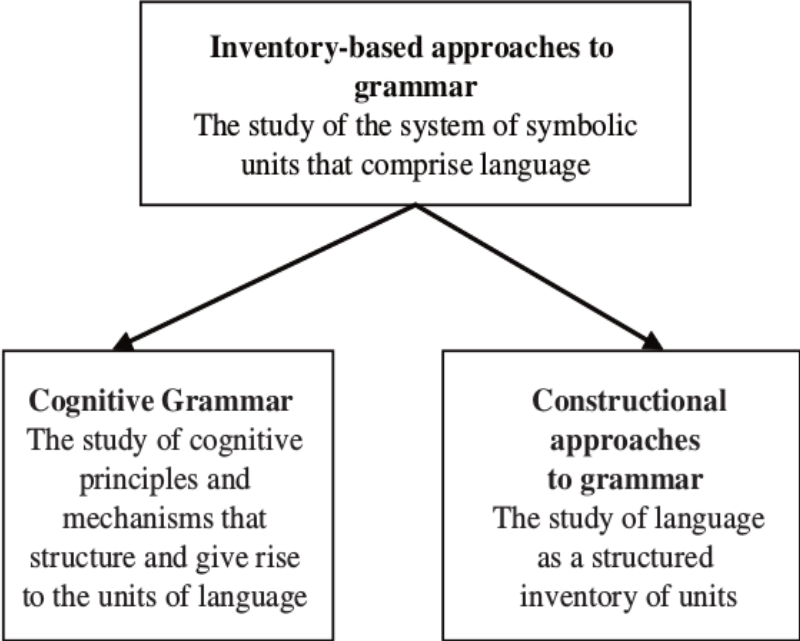 Inventory-based approaches to
grammar
The study of the system of symbolic
units that comprise language
Cognitive Grammar
The study of cognitive
principles and
mechanisms that
structure and give rise
to the units of language
Constructional
approaches
to grammar
The study of language
as a structured
inventory of units